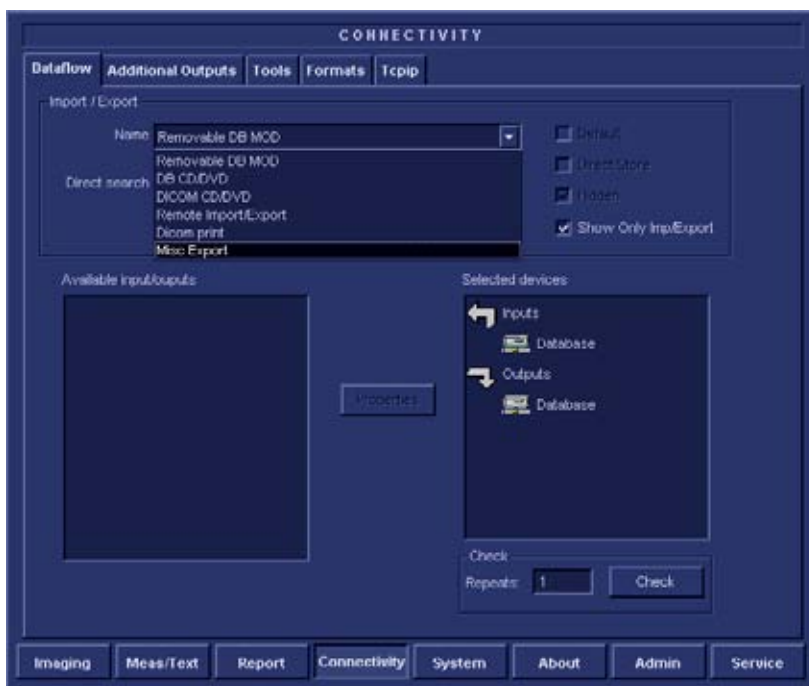 CONNECTIVITY
Dataflow Additional Outputs Tools Formats Tcpip
Import / Export
Name Removable DB MOD
Default
Removable DB MOD
Direct Store
Direct search DB CD/DVD
DICOM CD/DVD
Hidden
Remote Import/Export
Dicom print
Show Only Imp/Export
Misc Export
Available input/ouputs
Selected devices
Inputs
Database
Outputs
Database
Properties
Check
Repeats: 1 Check
Imaging Meas/Text Report Connectivity System About Admin Service